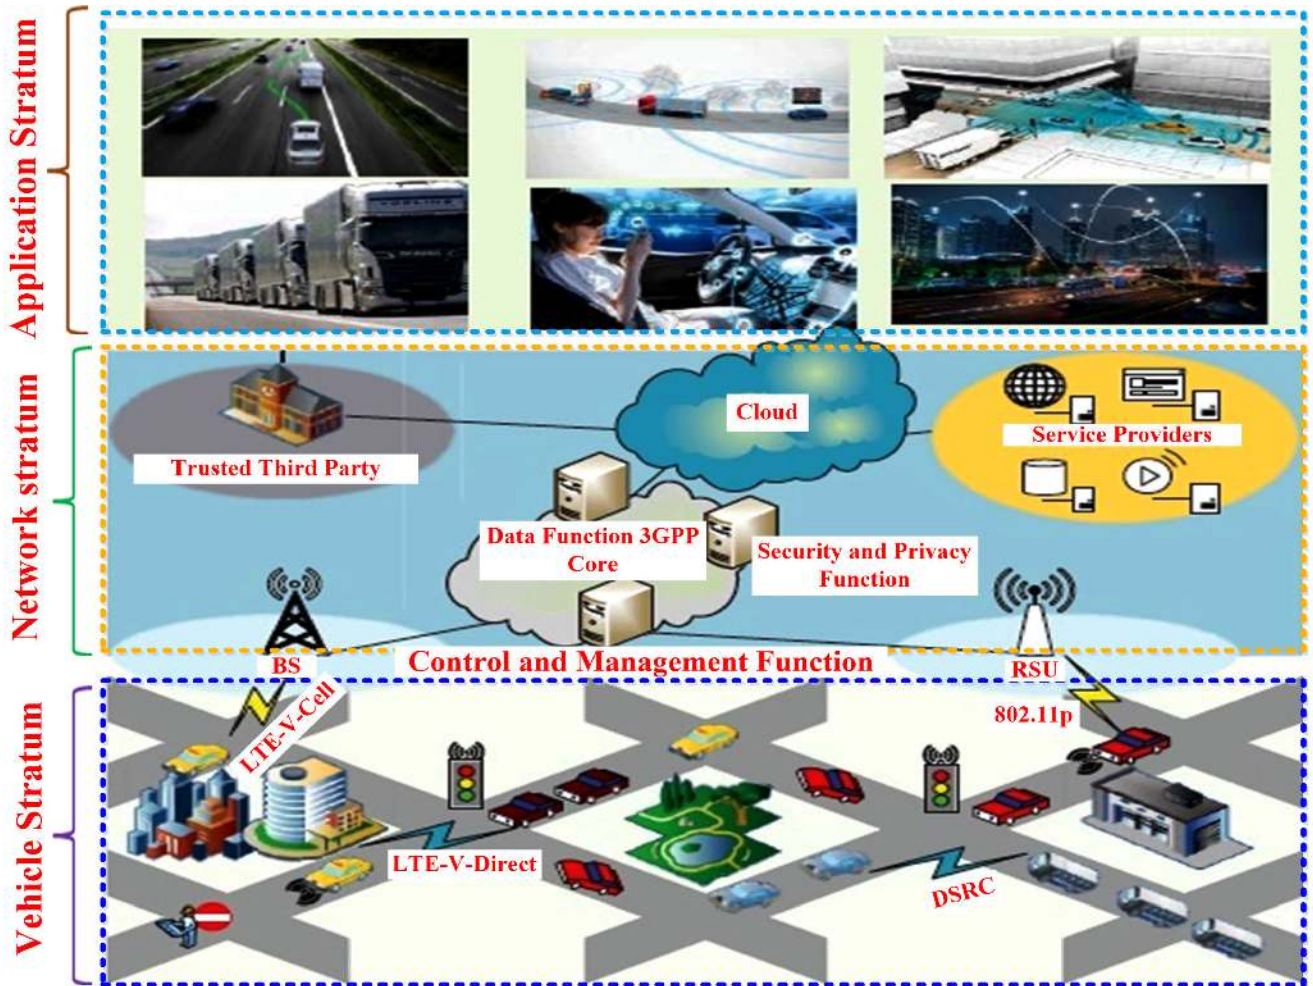 Application Stratum
Network stratum
Cloud
Trusted Third Party
Service Providers
Data Function 3GPP
Core
Security and Privacy
Function
BS
Control and Management Function
RSU
Vehicle Stratum
LTE-V-Cell
802.11p
LTE-V-Direct
DSRC